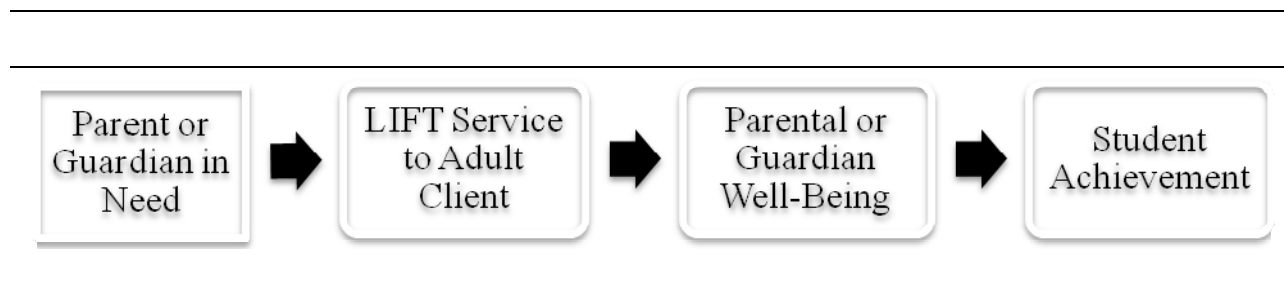 Parent or
Guardian in
Need
LIFT Service
to Adult
Client
Parental or
Guardian
Well-Being
Student
Achievement